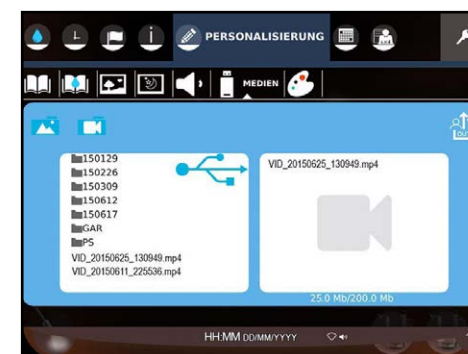 PERSONALISIERUNG
MEDIEN
150129
150226
150309
150612
150617
GAR
PS
VID_20150625_130949.mp4
VID_20150611_225536.mp4
VID_20150625_130949.mp4
25.0 Mb/200.0 Mb
HH:MM DD/MM/YYYY